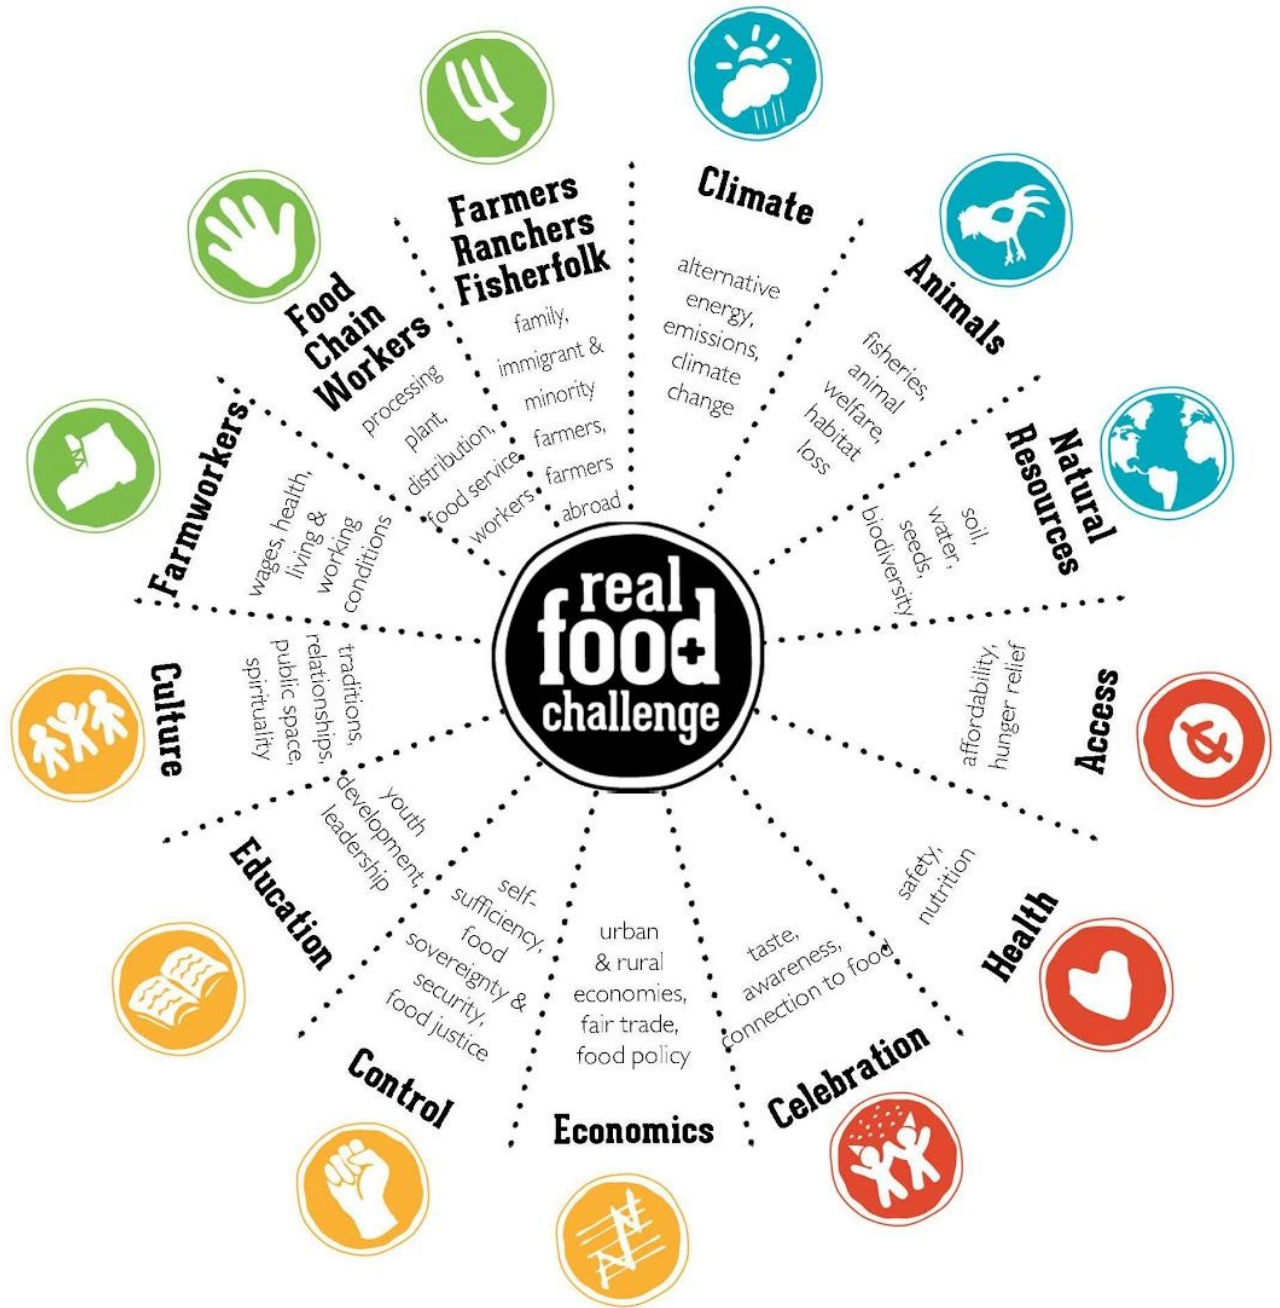 real
food
challenge
Climate
alternative
energy,
emissions,
climate
change
Animals
fisheries,
animal
welfare,
habitat
loss
Natural
Resources
soil,
water,
seeds,
biodiversity
Access
affordability,
hunger relief
Health
safety,
nutrition
Celebration
taste,
awareness,
connection to food
Economics
urban
& rural
economies,
fair trade,
food policy
Control
self-
sufficiency,
food
sovereignty &
security,
food justice
Education
youth
development,
leadership
Culture
traditions,
relationships,
public space,
spirituality
Farmworkers
wages, health,
living &
working
conditions
Food
Chain
Workers
processing
plant,
distribution,
food service
workers
Farmers
Ranchers
Fisherfolk
family,
immigrant &
minority
farmers,
farmers
abroad